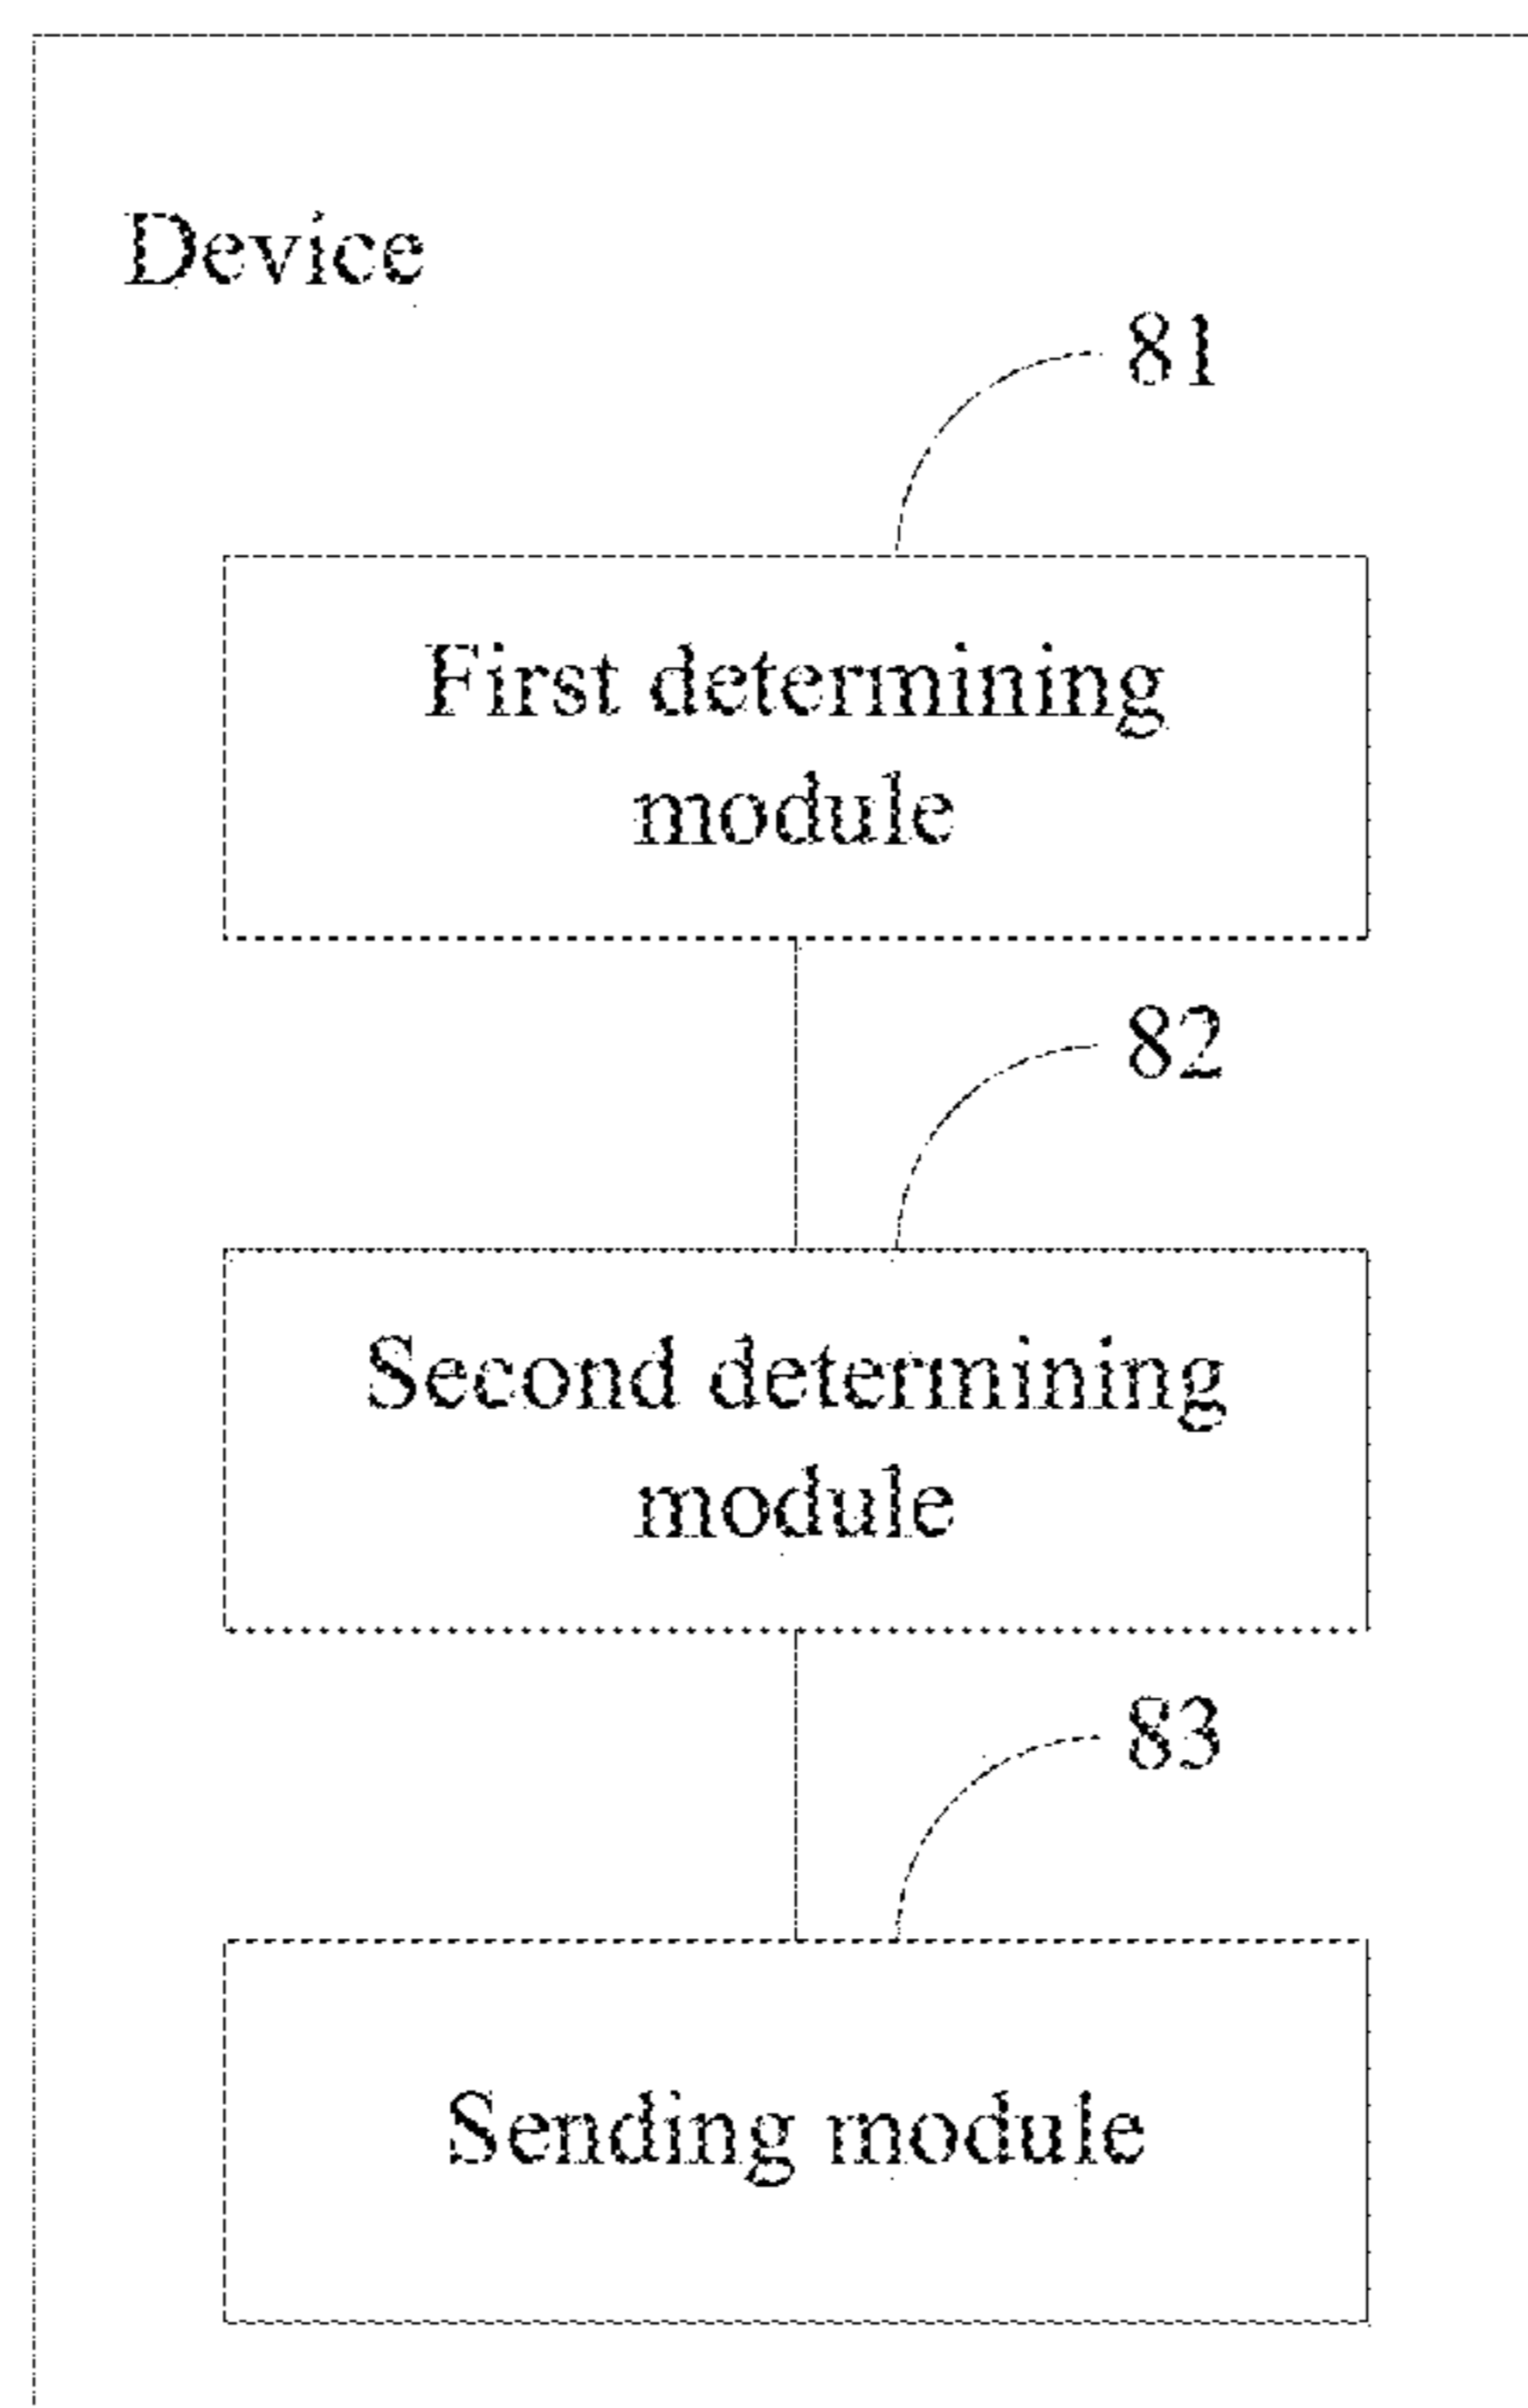 Device
81
First determining
module
82
Second determining
module
83
Sending module